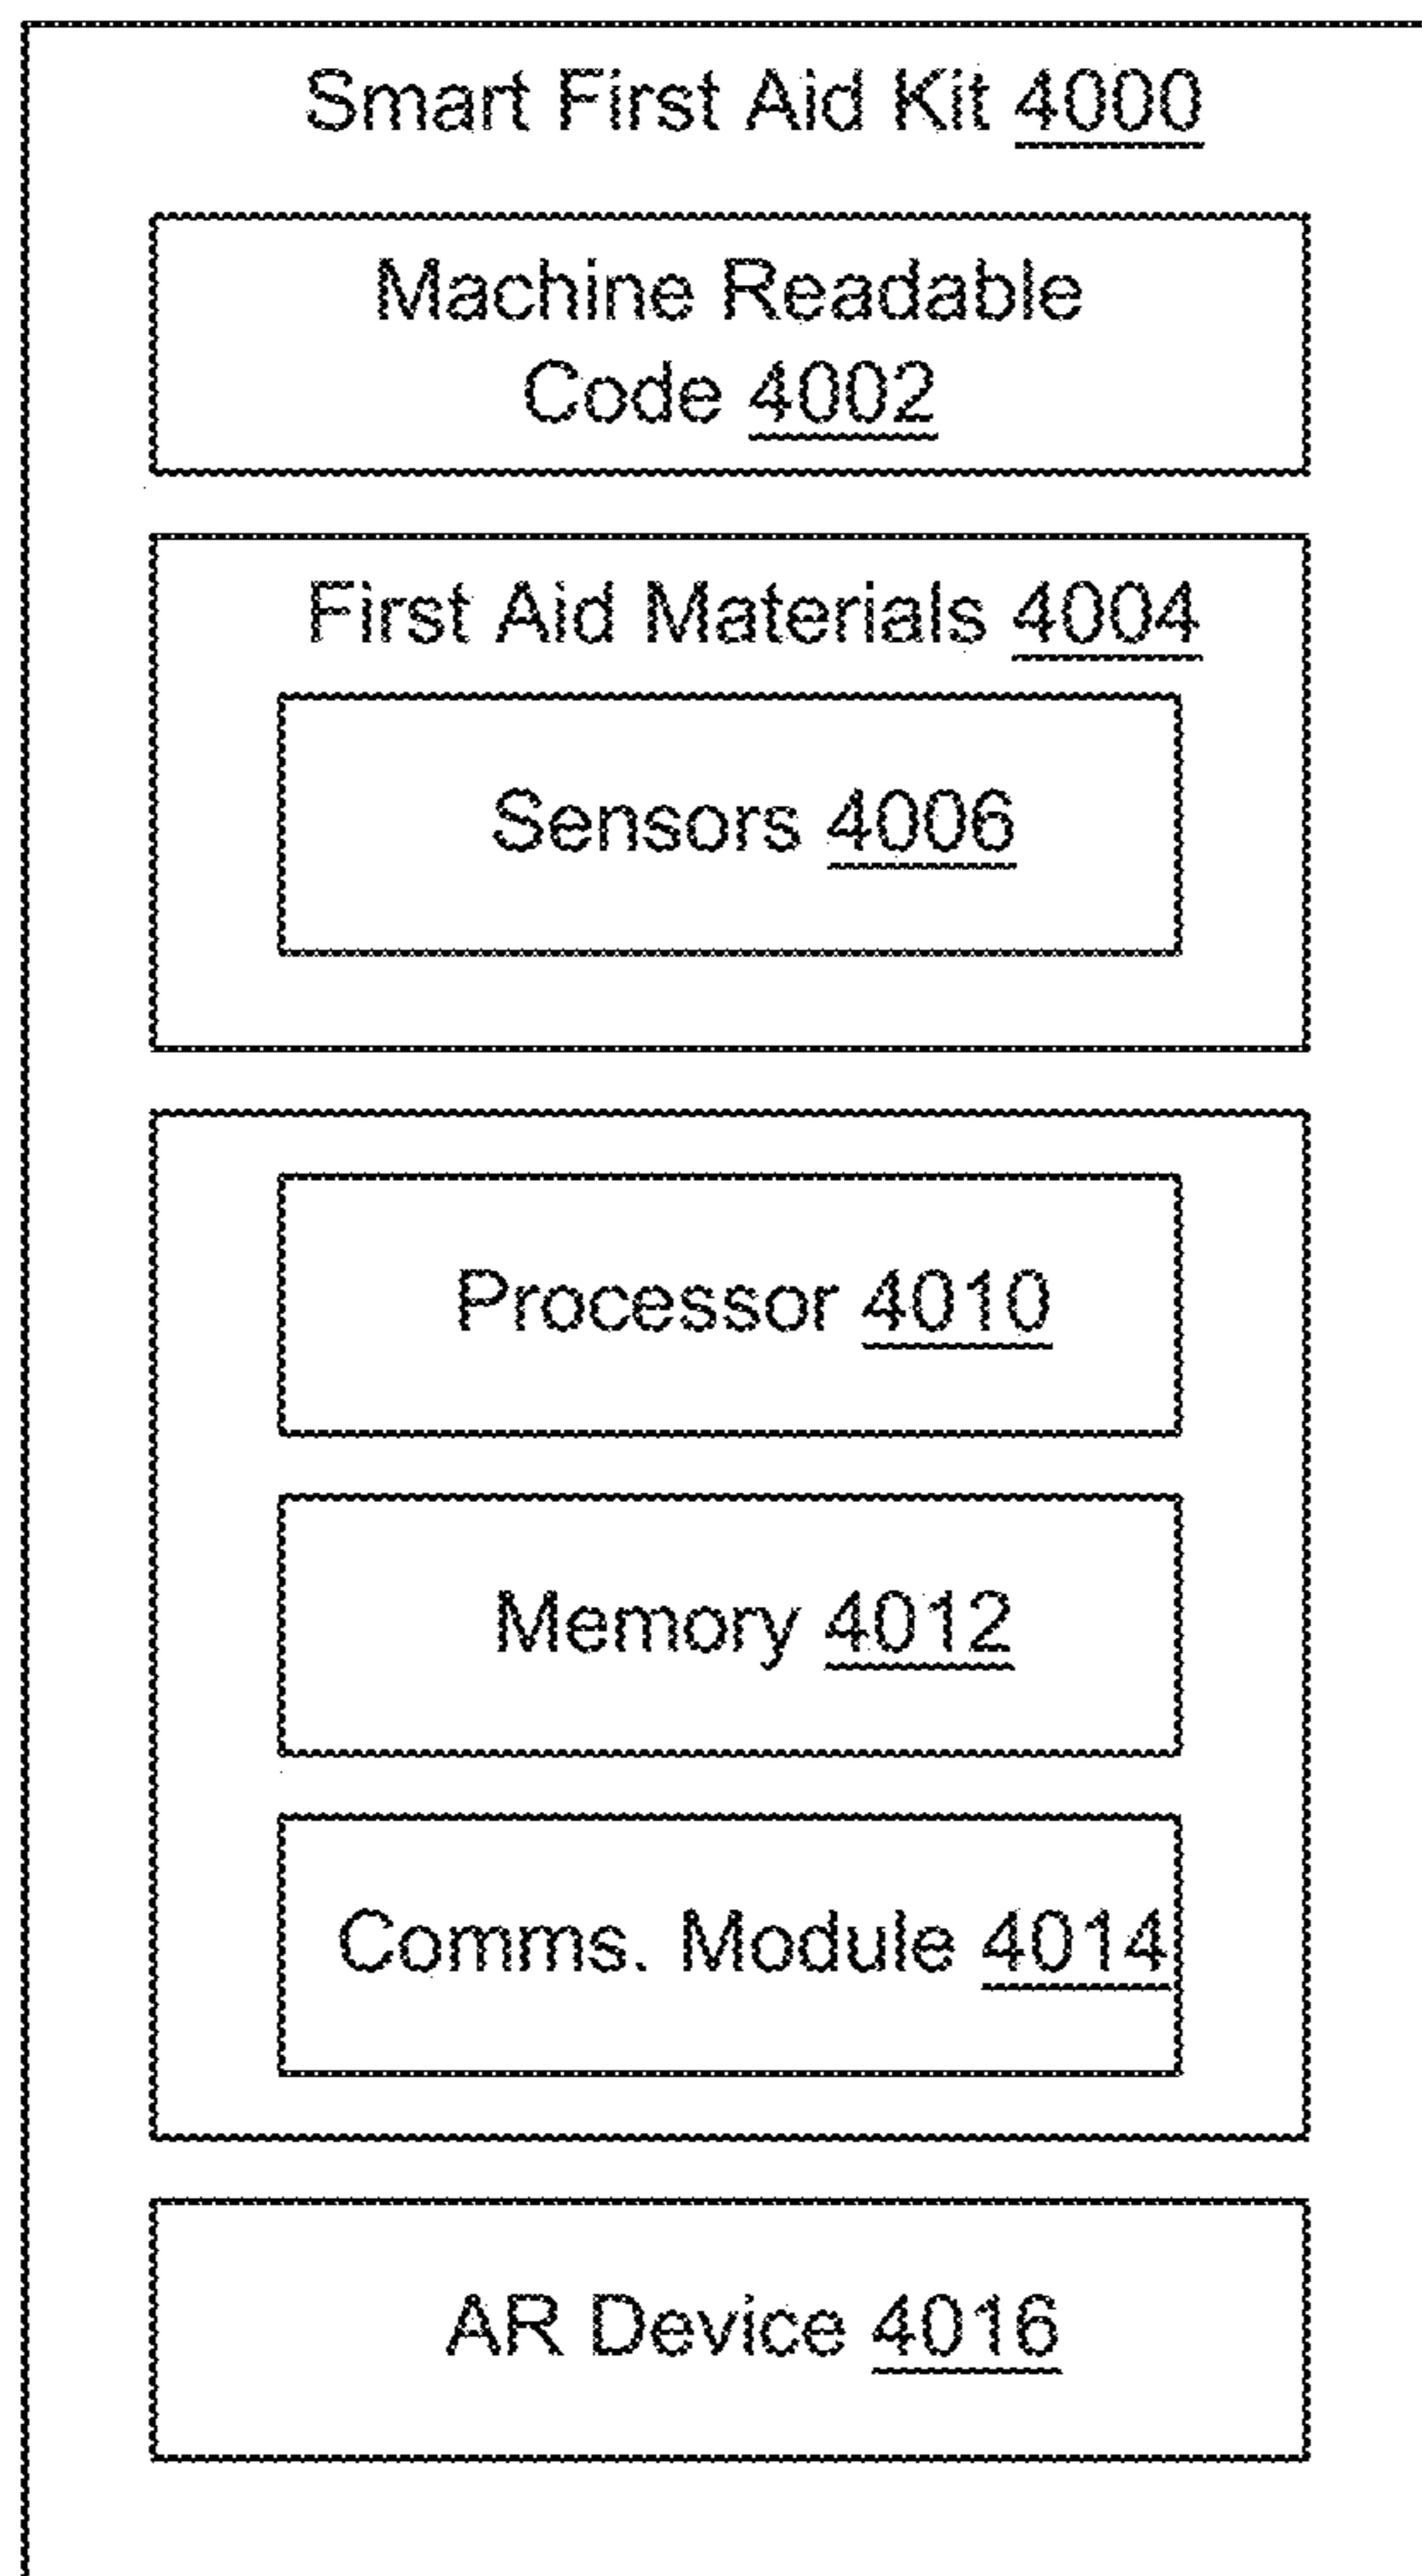 Smart First Aid Kit 4000
Machine Readable
Code 4002
First Aid Materials 4004
Sensors 4006
Processor 4010
Memory 4012
Comms. Module 4014
AR Device 4016